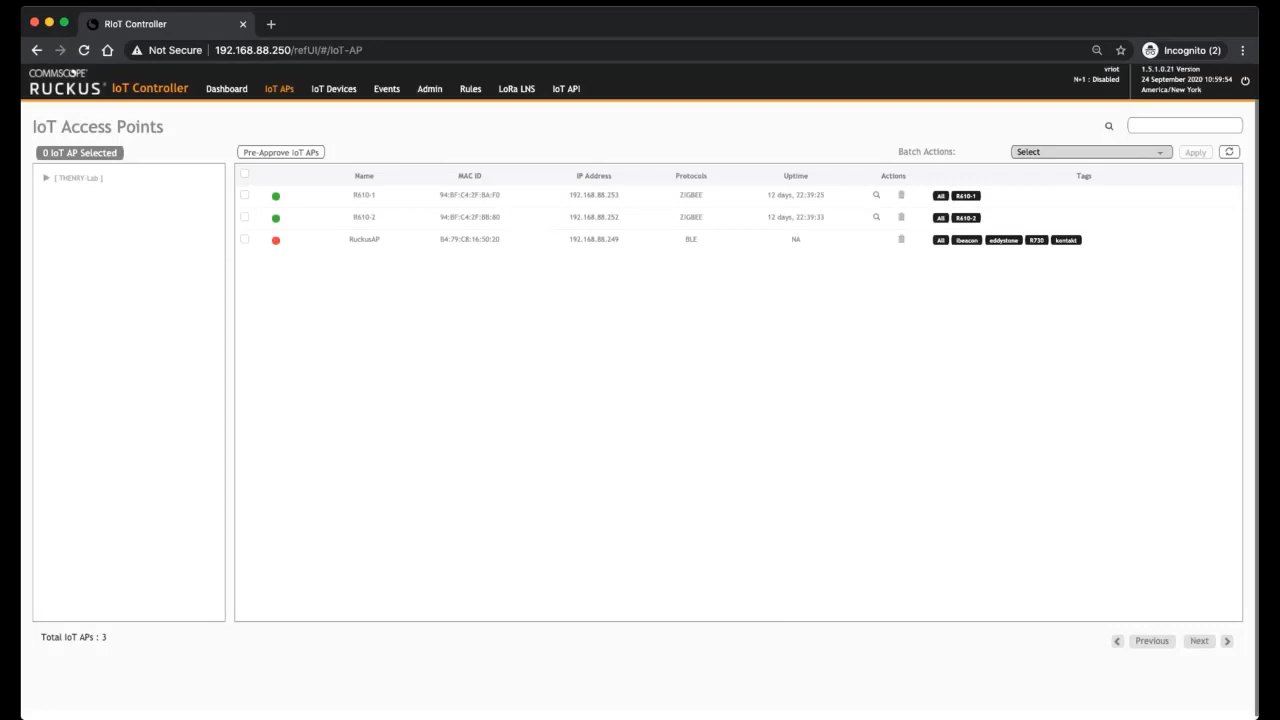 RIoT Controller
Not Secure 192.168.88.250/refUI/#/IoT-AP
Incognito (2)
COMMSCOPE
RUCKUS IoT Controller
Dashboard IoT APs IoT Devices Events Admin Rules LoRa LNS IoT API
vriot
N+1 : Disabled
1.5.1.0.21 Version
24 September 2020 10:59:54
America/New York
IoT Access Points
0 IoT AP Selected
Pre-Approve IoT APs
Batch Actions: Select Apply
[ THENRY-Lab ]
Name MAC ID IP Address Protocols Uptime Actions Tags
R610-1 94:BF:C4:2F:BA:F0 192.168.88.253 ZIGBEE 12 days, 22:39:25 All R610-1
R610-2 94:BF:C4:2F:BB:80 192.168.88.252 ZIGBEE 12 days, 22:39:33 All R610-2
RuckusAP B4:79:C8:16:50:20 192.168.88.249 BLE NA All ibeacon eddystone R730 kontakt
Total IoT APs : 3
Previous Next